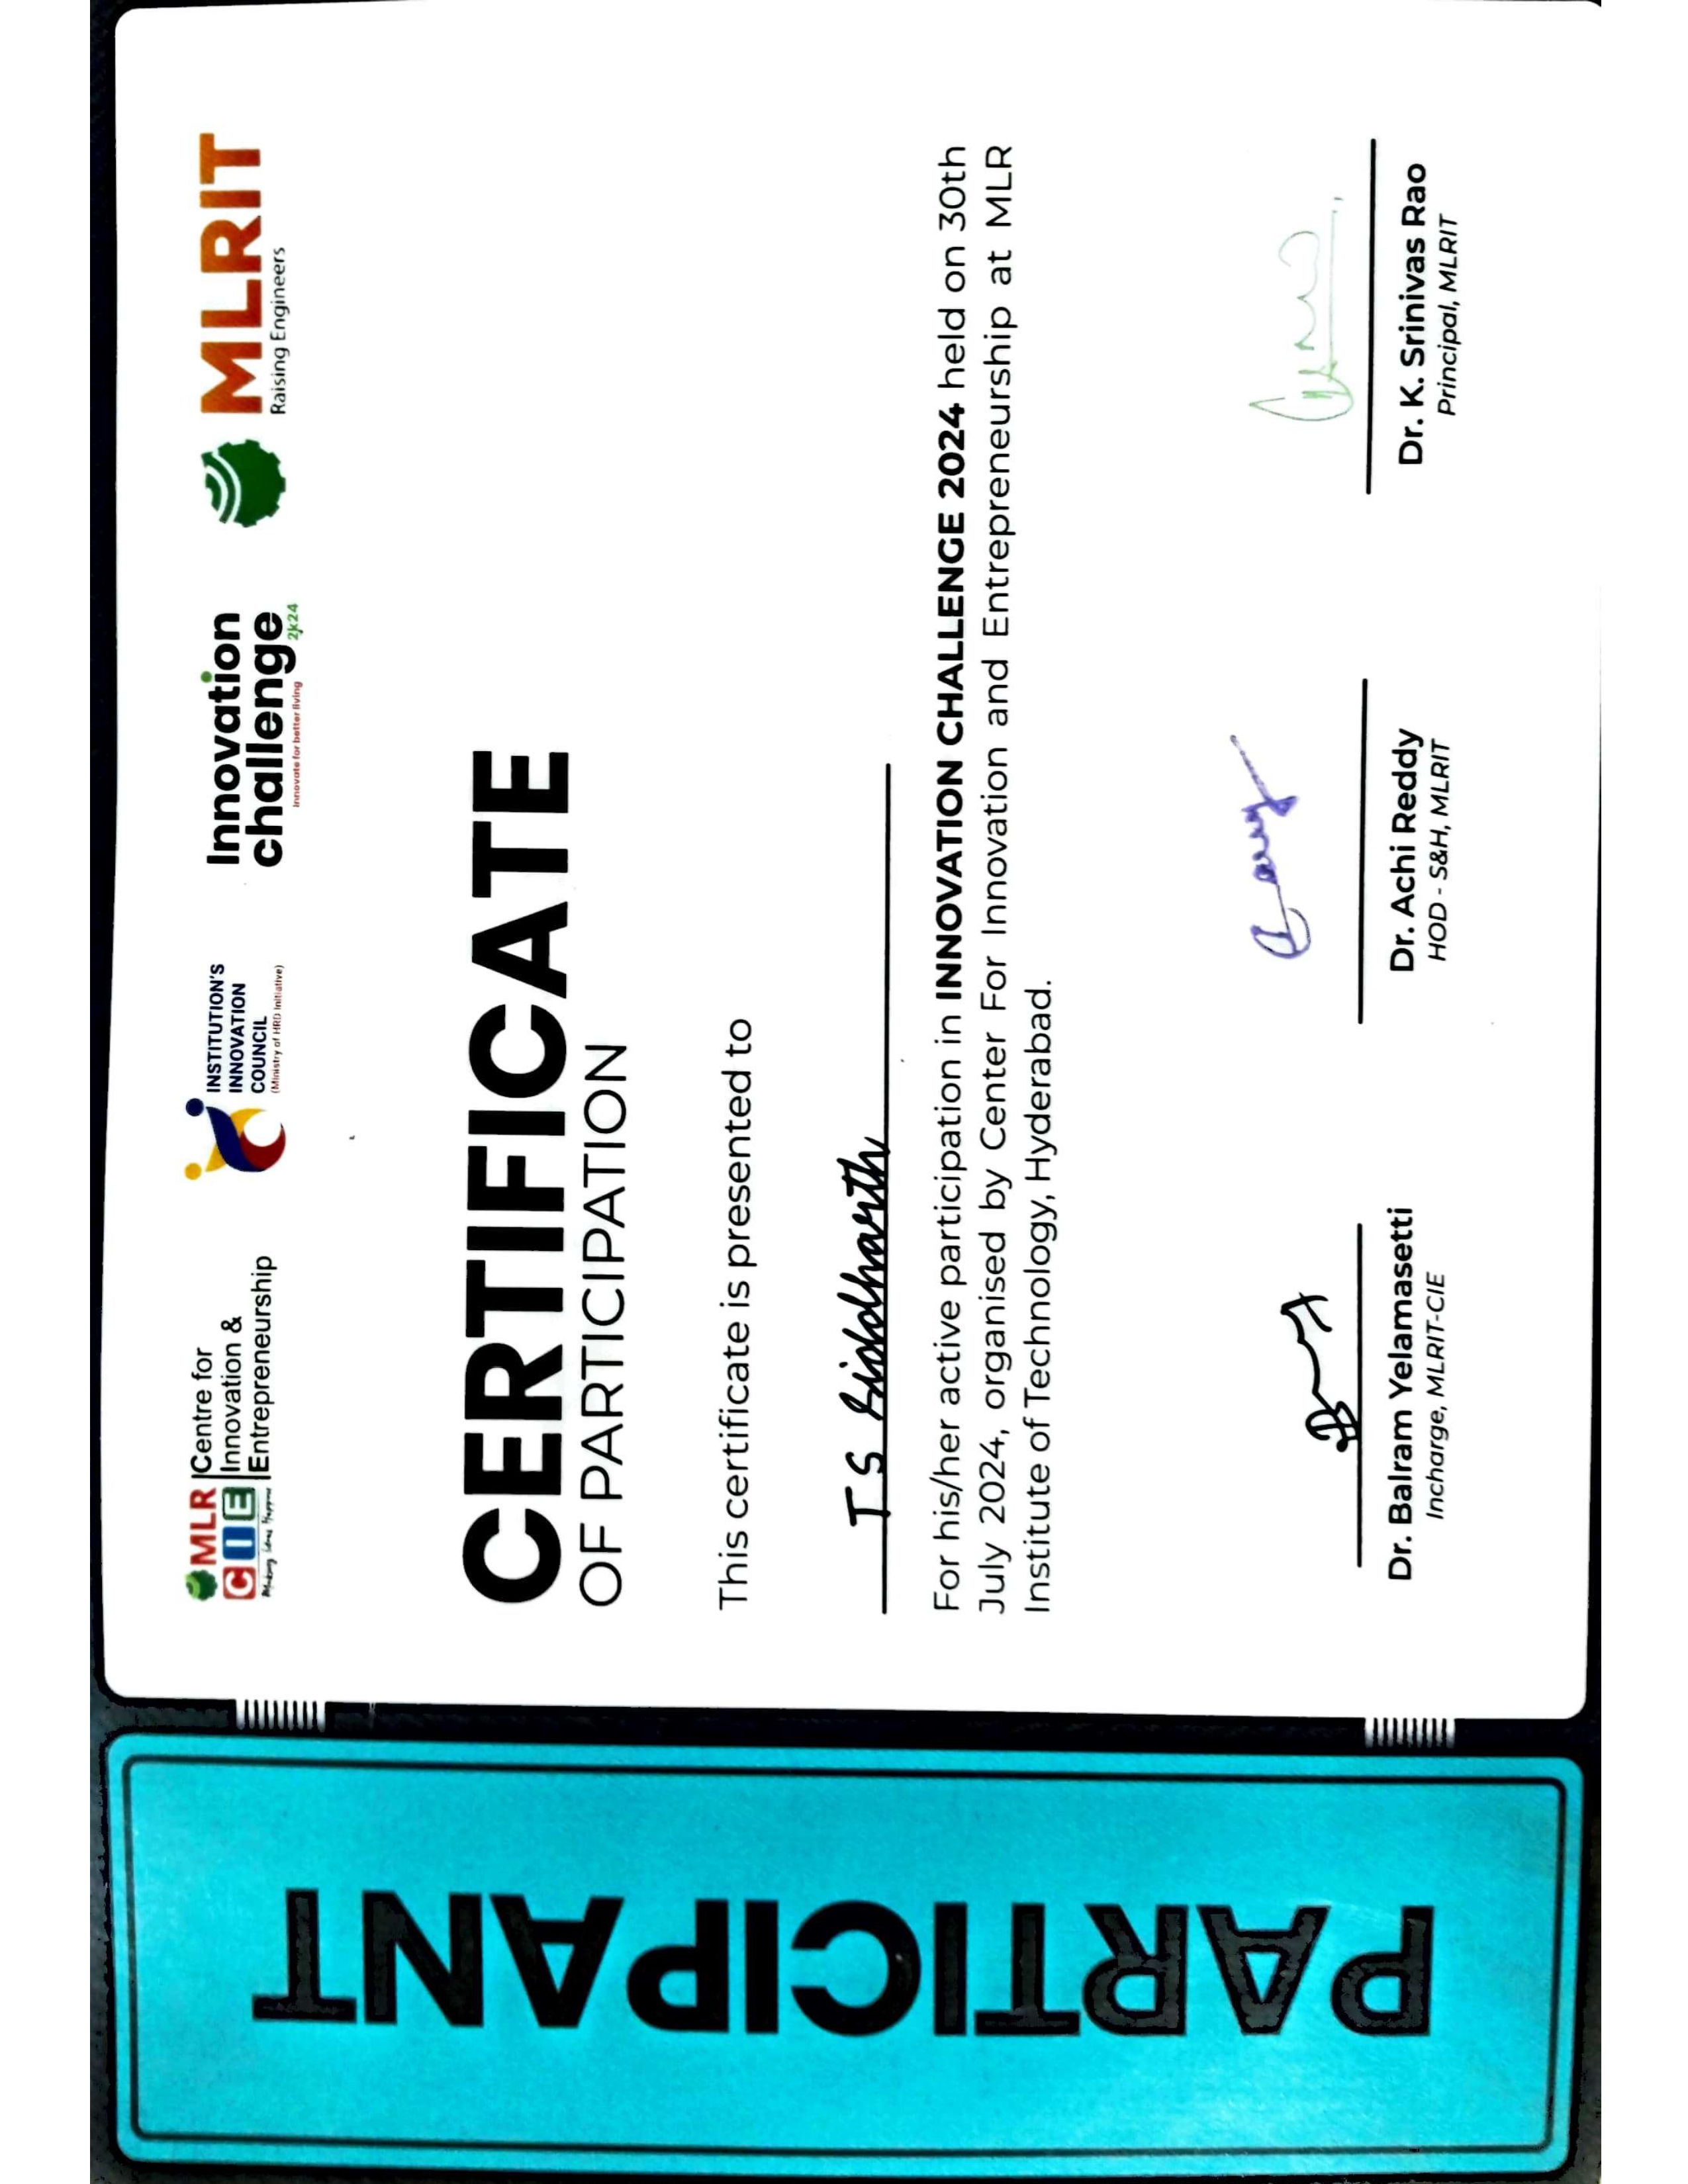 MLR
CIE
Centre for
Innovation &
Entrepreneurship
INSTITUTION'S
INNOVATION
COUNCIL
(Ministry of HRD Initiative)
Innovation
challenge
2k24
Innovate for better living
MLRIT
Raising Engineers
CERTIFICATE
OF PARTICIPATION
This certificate is presented to
T S Siddharth
For his/her active participation in INNOVATION CHALLENGE 2024 held on 30th
July 2024, organised by Center For Innovation and Entrepreneurship at MLR
Institute of Technology, Hyderabad.
Dr. Balram Yelamasetti
Incharge, MLRIT-CIE
Dr. Achi Reddy
HOD - S&H, MLRIT
Dr. K. Srinivas Rao
Principal, MLRIT
PARTICIPANT